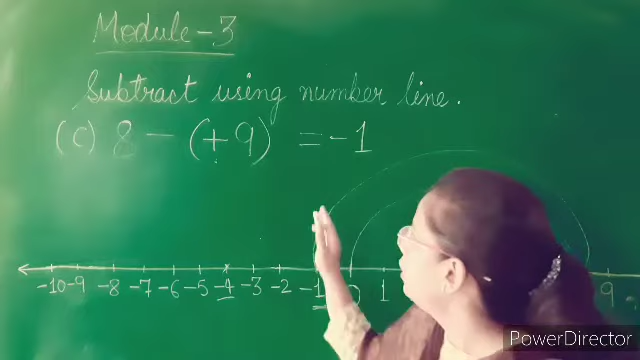 Module-3
Subtract using number line.
(C) 8 - (+9) = -1
-10 -9 -8 -7 -6 -5 -4 -3 -2 -1 0 1 9
PowerDirector